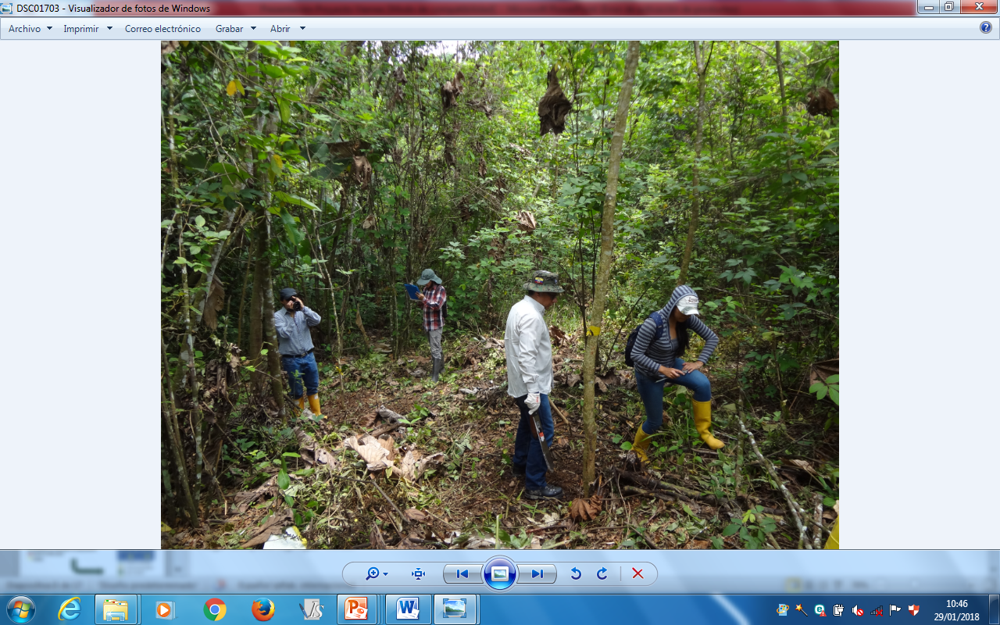 DSC01703 - Visualizador de fotos de Windows
Archivo Imprimir Correo electrónico Grabar Abrir
10:46
29/01/2018